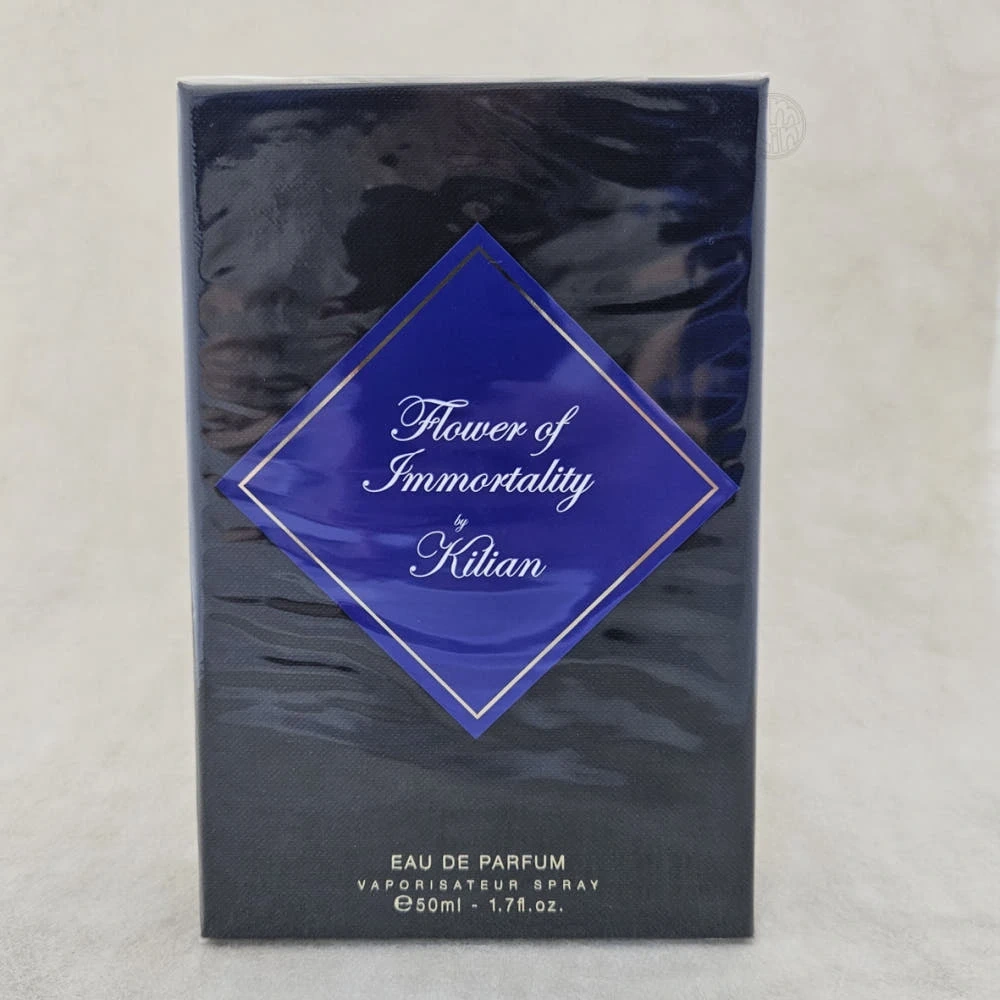 Flower of
Immortality
by
Kilian
EAU DE PARFUM
VAPORISATEUR SPRAY
℮50ml - 1.7fl.oz.